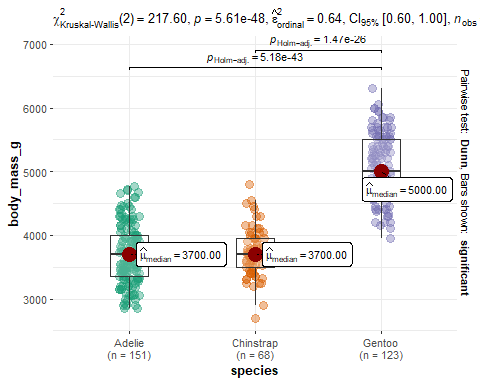 χ²Kruskal-Wallis(2) = 217.60, p = 5.61e-48, ε̂²ordinal = 0.64, CI95% [0.60, 1.00], nobs
7000
6000
5000
4000
3000
body_mass_g
pHolm-adj. = 1.47e-26
pHolm-adj. = 5.18e-43
μ̂median = 3700.00
μ̂median = 3700.00
μ̂median = 5000.00
Pairwise test: Dunn, Bars shown: significant
Adelie
(n = 151)
Chinstrap
(n = 68)
Gentoo
(n = 123)
species